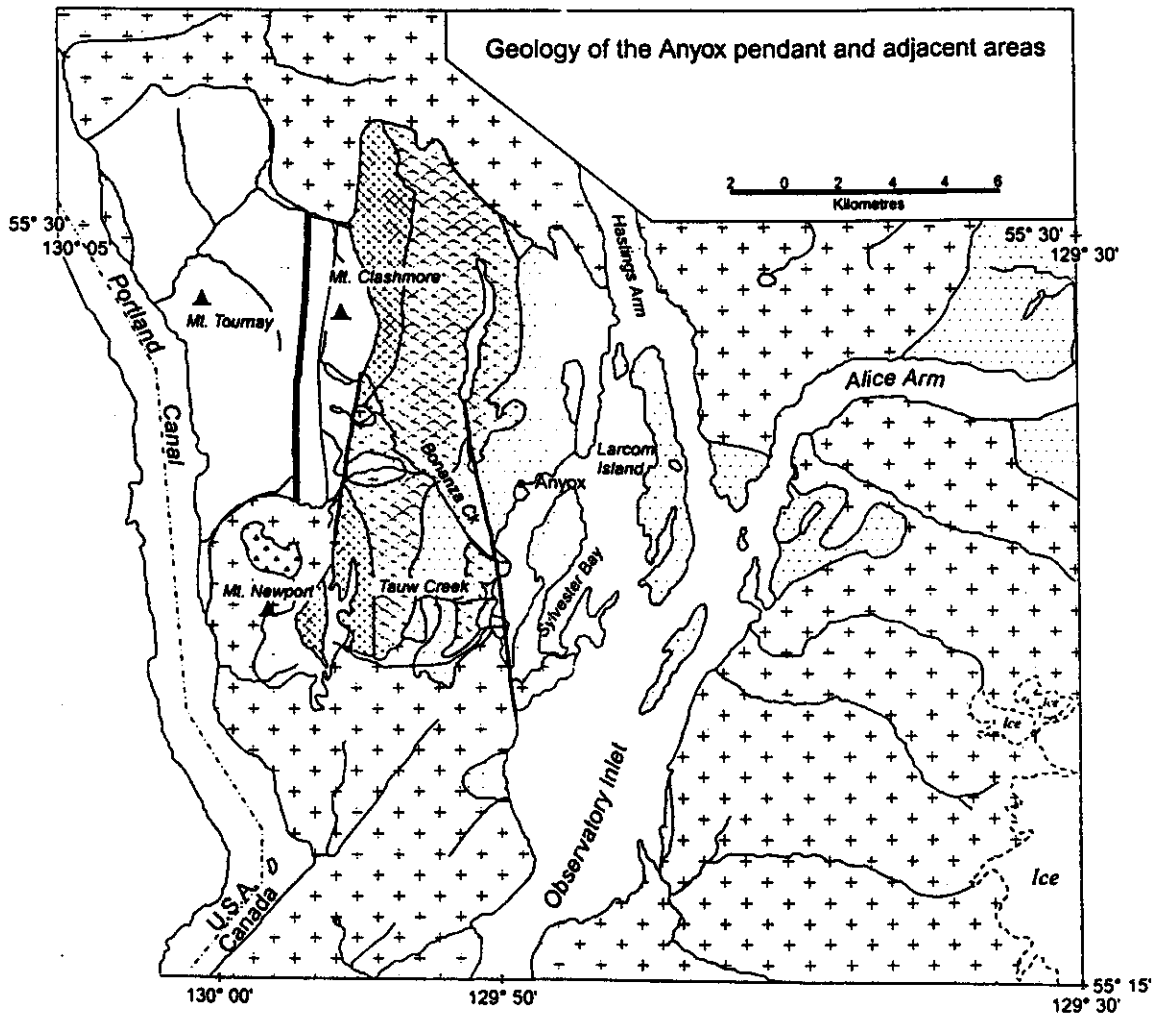 Geology of the Anyox pendant and adjacent areas
2 0 2 4 6
Kilometres
55° 30'
130° 05'
55° 30'
129° 30'
Hastings Arm
Portland Canal
Mt. Clashmore
Mt. Tournay
Alice Arm
Larcom
Island
Bonanza Ck
Anyox
Mt. Newport
Tauw Creek
Sylvester Bay
Ice
Ice
Ice
Observatory Inlet
U.S.A.
Canada
130° 00'
129° 50'
55° 15'
129° 30'